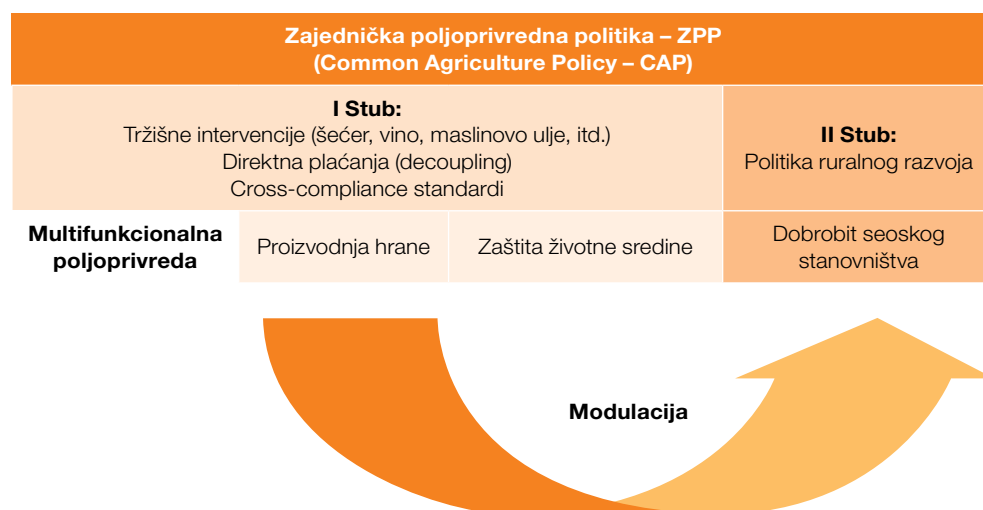 Zajednička poljoprivredna politika – ZPP
(Common Agriculture Policy – CAP)
I Stub:
Tržišne intervencije (šećer, vino, maslinovo ulje, itd.)
Direktna plaćanja (decoupling)
Cross-compliance standardi
II Stub:
Politika ruralnog razvoja
Multifunkcionalna
poljoprivreda
Proizvodnja hrane
Zaštita životne sredine
Dobrobit seoskog
stanovništva
Modulacija